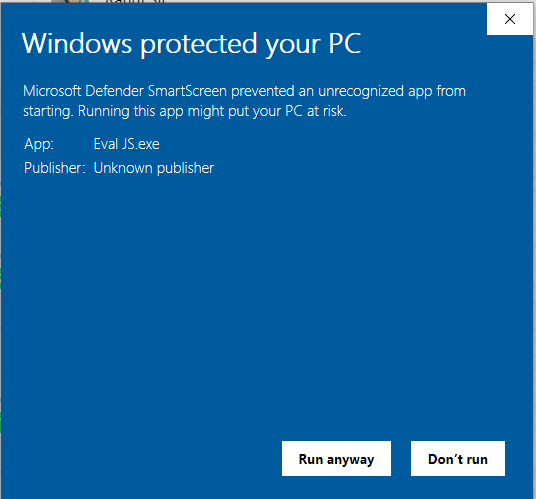 Windows protected your PC
Microsoft Defender SmartScreen prevented an unrecognized app from
starting. Running this app might put your PC at risk.
App: Eval JS.exe
Publisher: Unknown publisher
Run anyway Don’t run